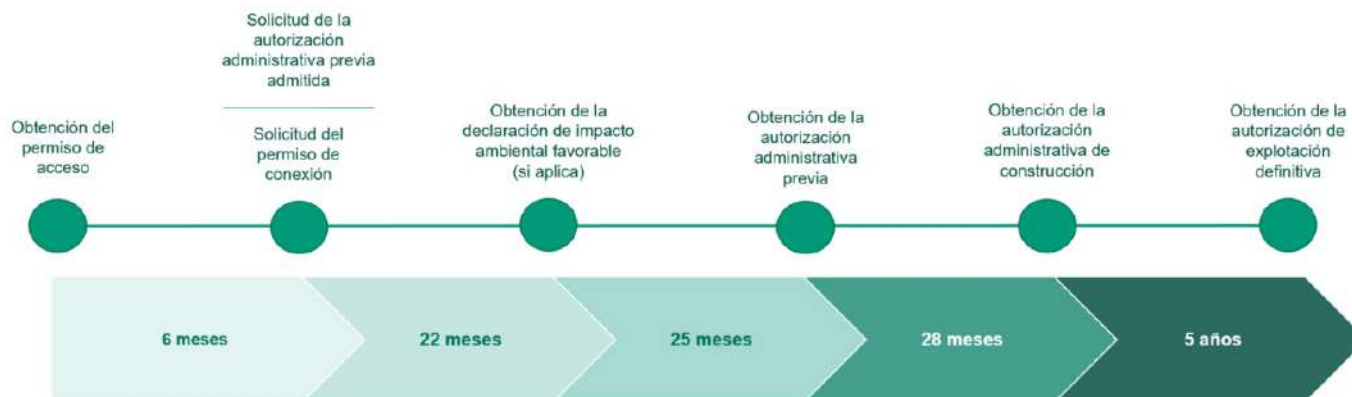 Obtención del
permiso de
acceso
Solicitud de la
autorización
administrativa previa
admitida
Solicitud del
permiso de
conexión
Obtención de la
declaración de impacto
ambiental favorable
(si aplica)
Obtención de la
autorización
administrativa
previa
Obtención de la
autorización
administrativa de
construcción
Obtención de la
autorización de
explotación
definitiva
6 meses
22 meses
25 meses
28 meses
5 años